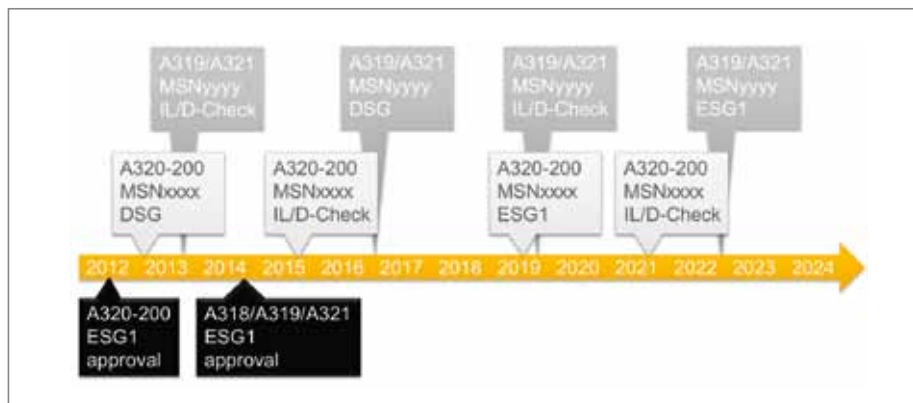 A319/A321
MSNyyyy
IL/D-Check
A319/A321
MSNyyyy
DSG
A319/A321
MSNyyyy
IL/D-Check
A319/A321
MSNyyyy
ESG1
A320-200
MSNxxxx
DSG
A320-200
MSNxxxx
IL/D-Check
A320-200
MSNxxxx
ESG1
A320-200
MSNxxxx
IL/D-Check
2012 2013 2014 2015 2016 2017 2018 2019 2020 2021 2022 2023 2024
A320-200
ESG1
approval
A318/A319/A321
ESG1
approval